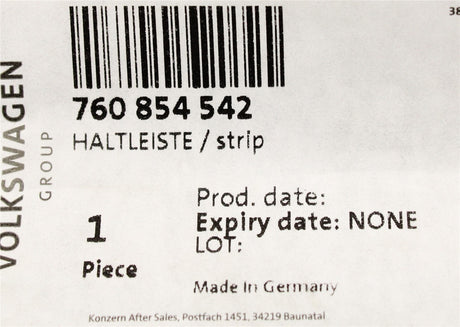 38
VOLKSWAGEN
GROUP
760 854 542
HALTLEISTE / strip
1
Piece
Prod. date:
Expiry date: NONE
LOT:
Made In Germany
Konzern After Sales, Postfach 1451, 34219 Baunatal